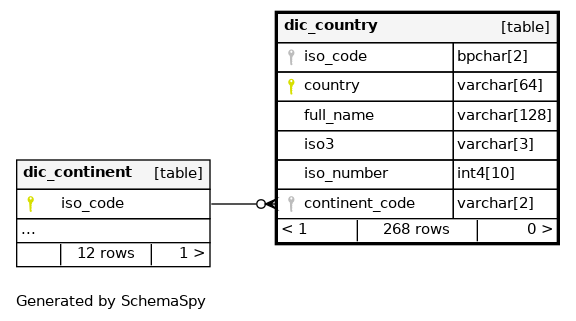 dic_country [table]
iso_code bpchar[2]
country varchar[64]
full_name varchar[128]
iso3 varchar[3]
iso_number int4[10]
continent_code varchar[2]
< 1 268 rows 0 >
dic_continent [table]
iso_code
...
12 rows 1 >
Generated by SchemaSpy